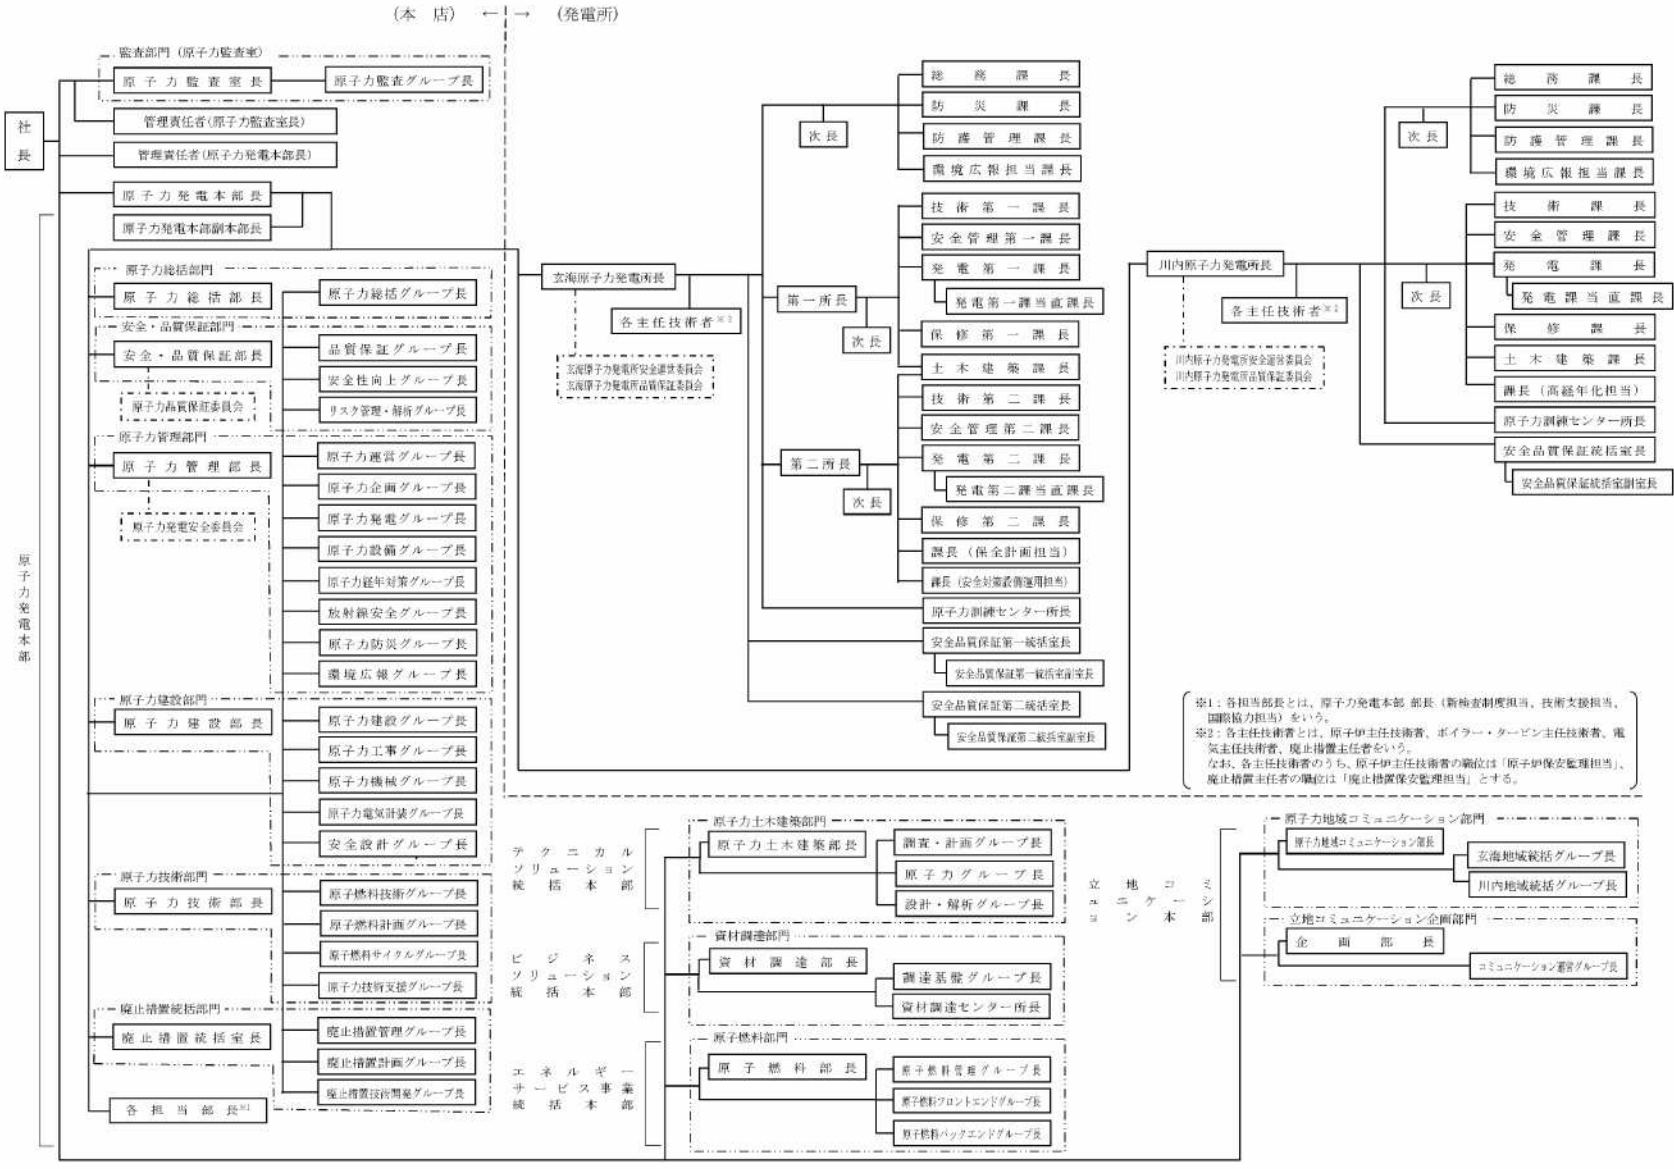 (本　店)　←　→　(発電所)
社長
監査部門（原子力監査室）
原子力監査室長
原子力監査グループ長
管理責任者(原子力監査室長)
管理責任者(原子力発電本部長)
原子力発電本部長
原子力発電本部副本部長
原子力発電本部
原子力総括部門
原子力総括部長
原子力総括グループ長
安全・品質保証部門
安全・品質保証部長
原子力品質保証委員会
品質保証グループ長
安全性向上グループ長
リスク管理・解析グループ長
原子力管理部門
原子力管理部長
原子力発電安全委員会
原子力運営グループ長
原子力企画グループ長
原子力発電グループ長
原子力設備グループ長
原子力経年対策グループ長
放射線安全グループ長
原子力防災グループ長
環境広報グループ長
原子力建設部門
原子力建設部長
原子力建設グループ長
原子力工事グループ長
原子力機械グループ長
原子力電気計装グループ長
安全設計グループ長
原子力技術部門
原子力技術部長
原子燃料技術グループ長
原子燃料計画グループ長
原子燃料サイクルグループ長
原子力技術支援グループ長
廃止措置統括部門
廃止措置統括室長
廃止措置管理グループ長
廃止措置計画グループ長
廃止措置技術開発グループ長
各担当部長※1
玄海原子力発電所長
各主任技術者※2
玄海原子力発電所安全運営委員会
玄海原子力発電所品質保証委員会
次長
総務課長
防災課長
防護管理課長
環境広報担当課長
第一所長
次長
技術第一課長
安全管理第一課長
発電第一課長
発電第一課当直課長
保修第一課長
土木建築課長
第二所長
次長
技術第二課長
安全管理第二課長
発電第二課長
発電第二課当直課長
保修第二課長
課長（保全計画担当）
課長（安全対策設備運用担当）
原子力訓練センター所長
安全品質保証第一統括室長
安全品質保証第一統括室副室長
安全品質保証第二統括室長
安全品質保証第二統括室副室長
川内原子力発電所長
各主任技術者※2
川内原子力発電所安全運営委員会
川内原子力発電所品質保証委員会
次長
総務課長
防災課長
防護管理課長
環境広報担当課長
次長
技術課長
安全管理課長
発電課長
発電課当直課長
保修課長
土木建築課長
課長（高経年化担当）
原子力訓練センター所長
安全品質保証統括室長
安全品質保証統括室副室長
※1：各担当部長とは、原子力発電本部 部長（新検査制度担当、技術支援担当、
国際協力担当）をいう。
※2：各主任技術者とは、原子炉主任技術者、ボイラー・タービン主任技術者、電
気主任技術者、廃止措置主任者をいう。
なお、各主任技術者のうち、原子炉主任技術者の職位は「原子炉保安監理担当」、
廃止措置主任者の職位は「廃止措置保安監理担当」とする。
テクニカル
ソリューション
統括本部
原子力土木建築部門
原子力土木建築部長
調査・計画グループ長
原子力グループ長
設計・解析グループ長
ビジネス
ソリューション
統括本部
資材調達部門
資材調達部長
調達基盤グループ長
資材調達センター所長
エネルギー
サービス事業
統括本部
原子燃料部門
原子燃料部長
原子燃料管理グループ長
原子燃料フロントエンドグループ長
原子燃料バックエンドグループ長
立地コミ
ュニケーシ
ョン本部
原子力地域コミュニケーション部門
原子力地域コミュニケーション部長
玄海地域統括グループ長
川内地域統括グループ長
立地コミュニケーション企画部門
企画部長
コミュニケーション運営グループ長